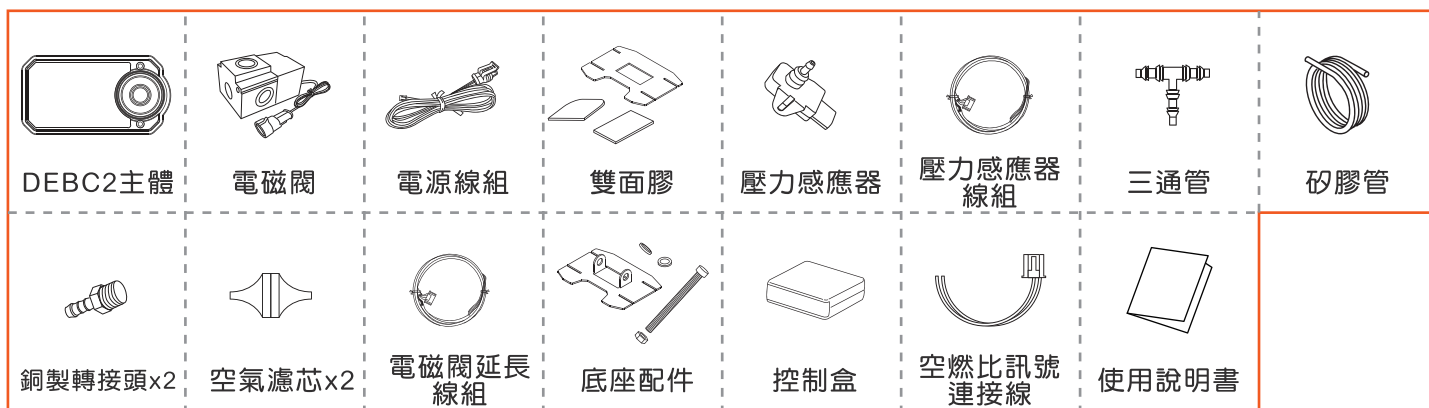 DEBC2主體
電磁閥
電源線組
雙面膠
壓力感應器
壓力感應器
線組
三通管
矽膠管
銅製轉接頭x2
空氣濾芯x2
電磁閥延長
線組
底座配件
控制盒
空燃比訊號
連接線
使用說明書